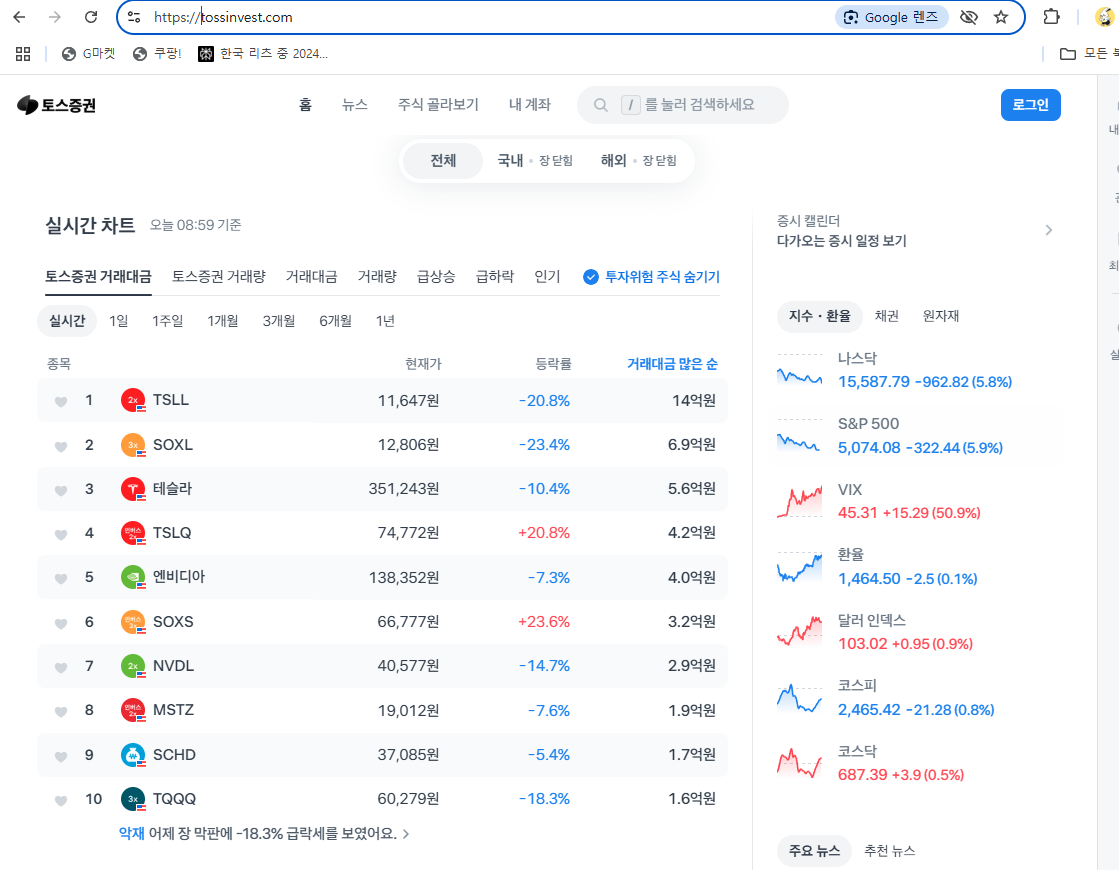 https://tossinvest.com
Google 렌즈
G마켓
쿠팡!
한국 리츠 중 2024...
모든
토스증권
홈
뉴스
주식 골라보기
내 계좌
/ 를 눌러 검색하세요
로그인
전체
국내 • 장 닫힘
해외 • 장 닫힘
실시간 차트 오늘 08:59 기준
토스증권 거래대금
토스증권 거래량
거래대금
거래량
급상승
급하락
인기
투자위험 주식 숨기기
실시간
1일
1주일
1개월
3개월
6개월
1년
종목 현재가 등락률 거래대금 많은 순
1 2x TSLL 11,647원 -20.8% 14억원
2 3x SOXL 12,806원 -23.4% 6.9억원
3 테슬라 351,243원 -10.4% 5.6억원
4 인버스 2x TSLQ 74,772원 +20.8% 4.2억원
5 엔비디아 138,352원 -7.3% 4.0억원
6 인버스 3x SOXS 66,777원 +23.6% 3.2억원
7 2x NVDL 40,577원 -14.7% 2.9억원
8 인버스 2x MSTZ 19,012원 -7.6% 1.9억원
9 SCHD 37,085원 -5.4% 1.7억원
10 3x TQQQ 60,279원 -18.3% 1.6억원
악재 어제 장 막판에 -18.3% 급락세를 보였어요.
증시 캘린더
다가오는 증시 일정 보기
지수・환율
채권
원자재
나스닥
15,587.79 -962.82 (5.8%)
S&P 500
5,074.08 -322.44 (5.9%)
VIX
45.31 +15.29 (50.9%)
환율
1,464.50 -2.5 (0.1%)
달러 인덱스
103.02 +0.95 (0.9%)
코스피
2,465.42 -21.28 (0.8%)
코스닥
687.39 +3.9 (0.5%)
주요 뉴스
추천 뉴스